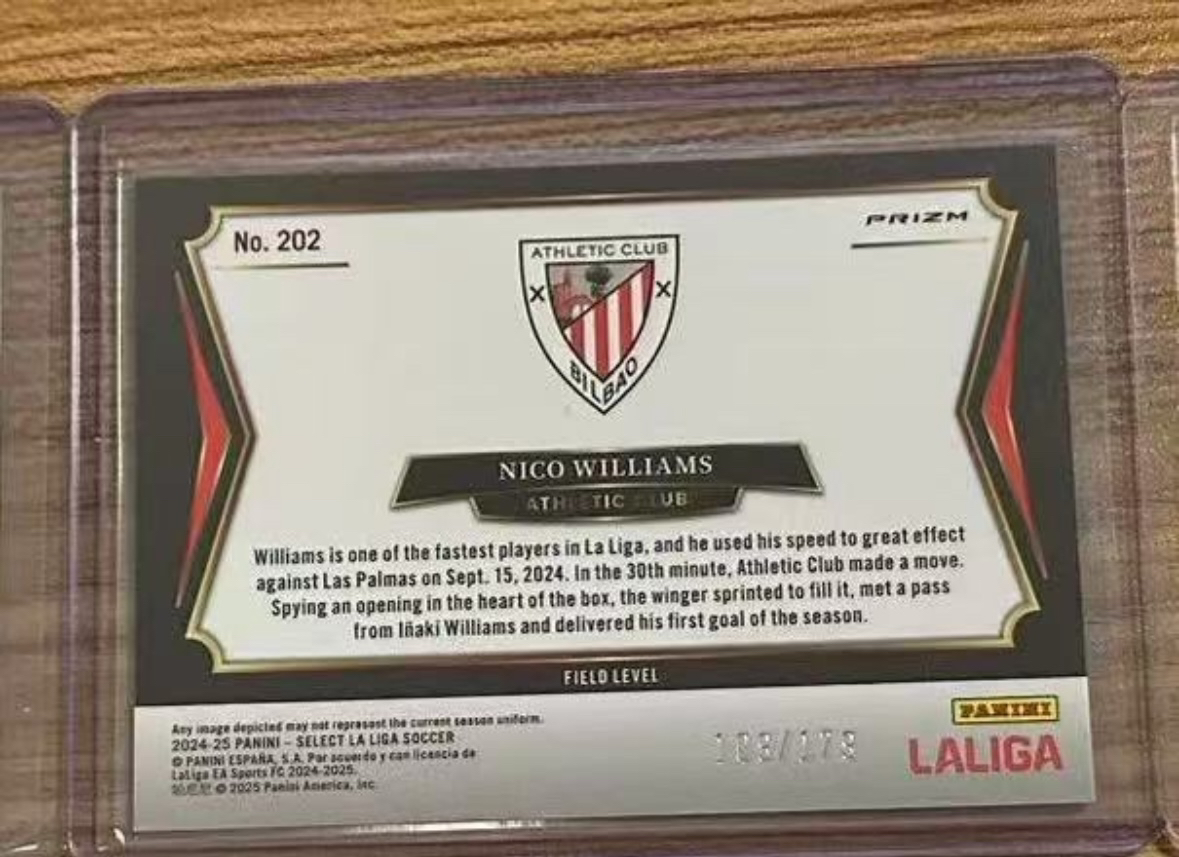 No. 202
PRIZM
ATHLETIC CLUB
BILBAO
NICO WILLIAMS
ATHLETIC CLUB
Williams is one of the fastest players in La Liga, and he used his speed to great effect
against Las Palmas on Sept. 15, 2024. In the 30th minute, Athletic Club made a move.
Spying an opening in the heart of the box, the winger sprinted to fill it, met a pass
from Iñaki Williams and delivered his first goal of the season.
FIELD LEVEL
Any image depicted may not represent the current season uniform.
2024-25 PANINI – SELECT LA LIGA SOCCER
© PANINI ESPAÑA, S.A. Por acuerdo y con licencia de
LaLiga EA Sports FC 2024-2025.
帕尼尼 © 2025 Panini America, Inc.
PANINI
LALIGA